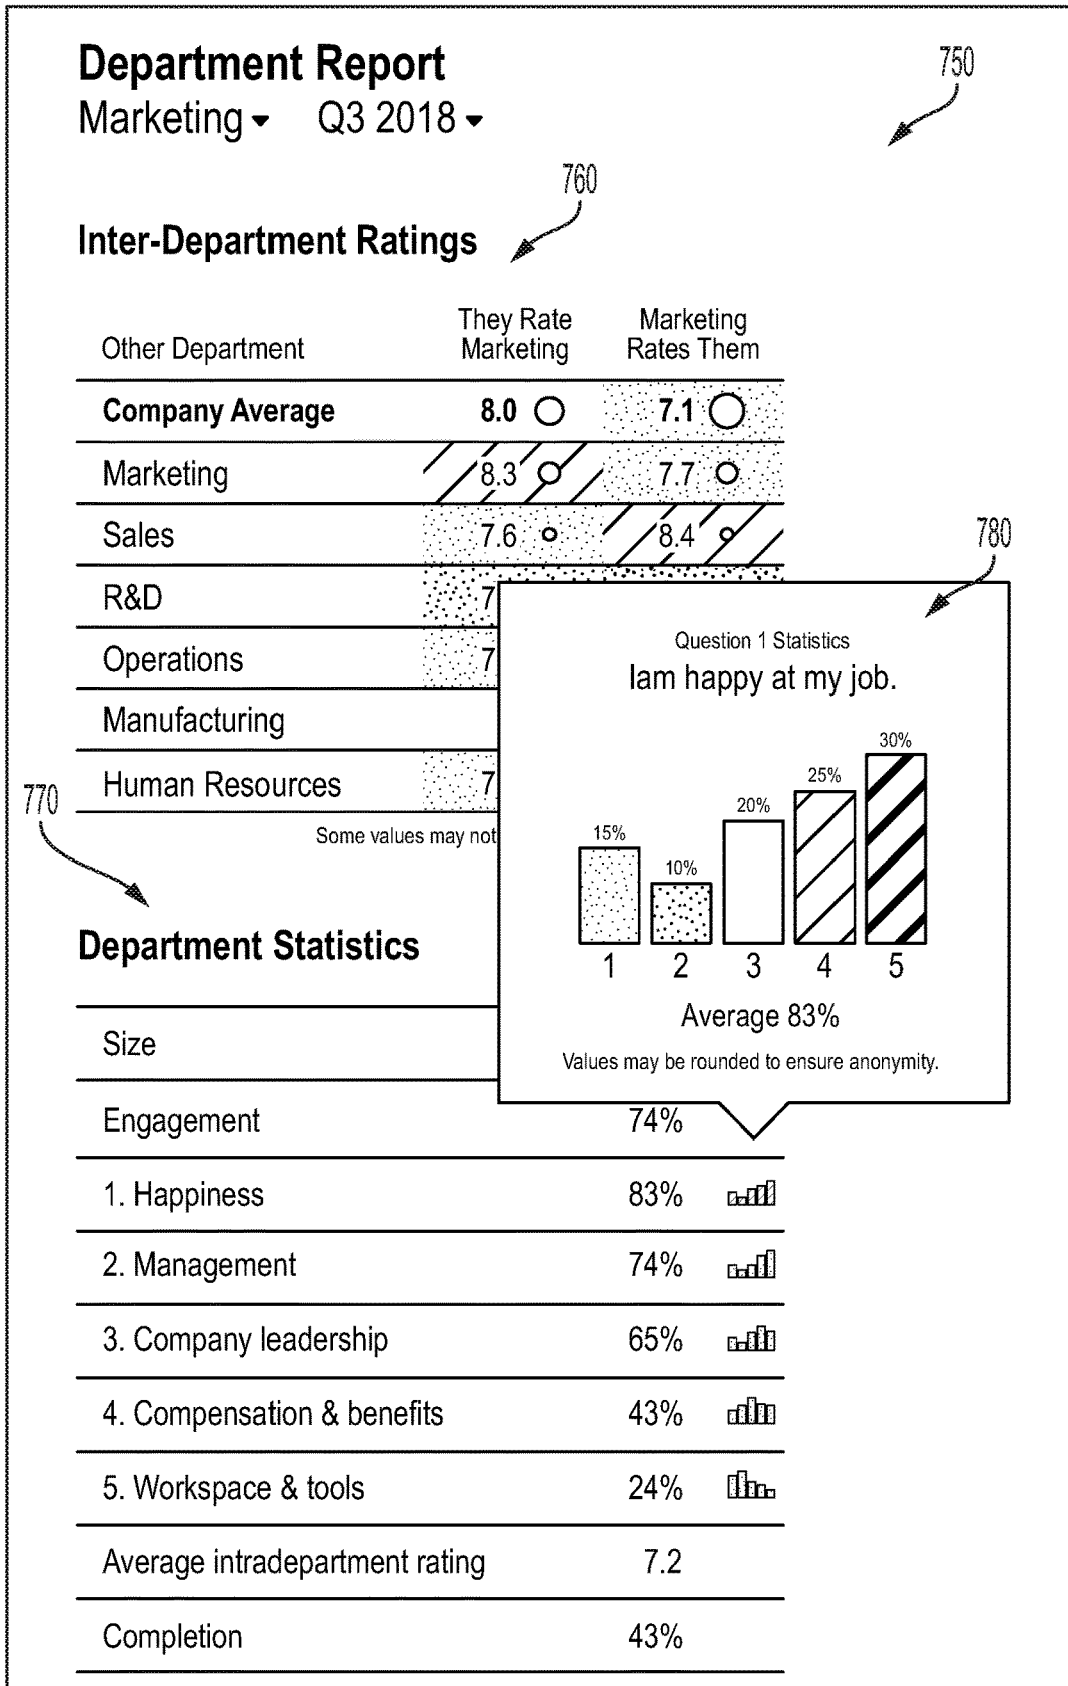 Department Report
750
Marketing Q3 2018
760
Inter-Department Ratings
Other Department They Rate Marketing Marketing Rates Them
Company Average 8.0 7.1
Marketing 8.3 7.7
Sales 7.6 8.4
780
R&D 7
Operations 7
Manufacturing
Human Resources 7
770
Some values may not
Question 1 Statistics
Iam happy at my job.
15% 10% 20% 25% 30%
1 2 3 4 5
Average 83%
Values may be rounded to ensure anonymity.
Department Statistics
Size
Engagement 74%
1. Happiness 83%
2. Management 74%
3. Company leadership 65%
4. Compensation & benefits 43%
5. Workspace & tools 24%
Average intradepartment rating 7.2
Completion 43%